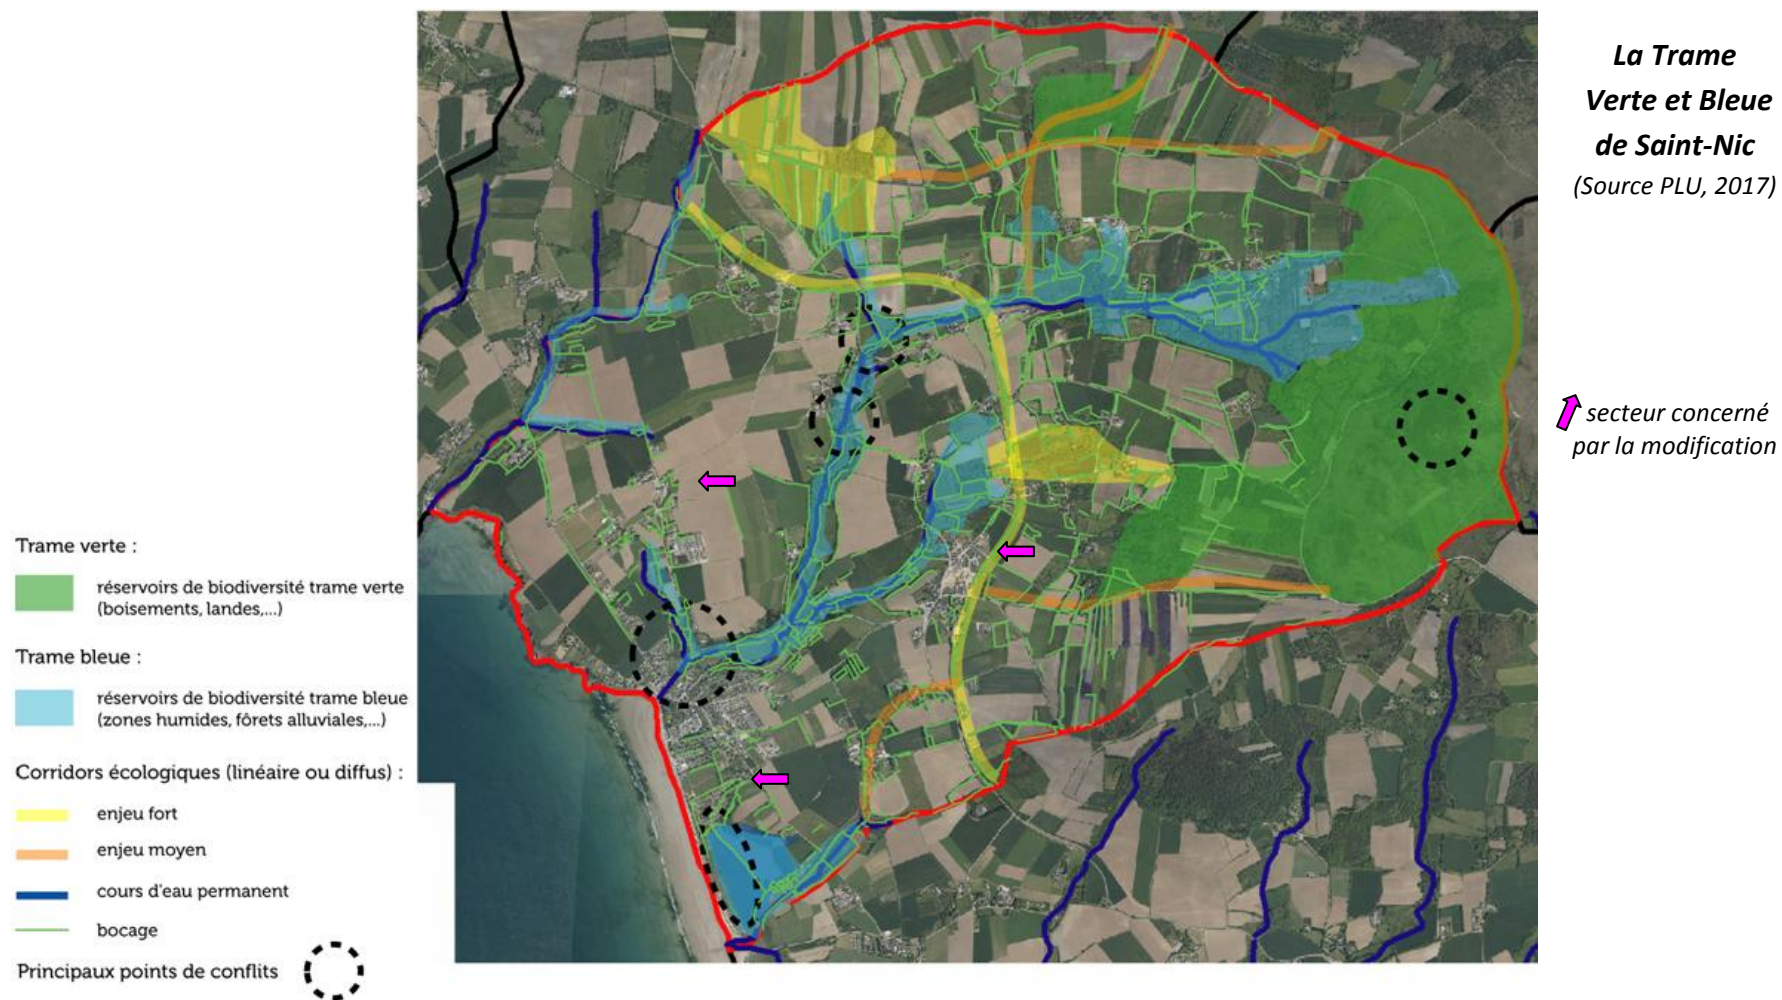 La Trame
Verte et Bleue
de Saint-Nic
(Source PLU, 2017)
secteur concerné
par la modification
Trame verte :
réservoirs de biodiversité trame verte
(boisements, landes,...)
Trame bleue :
réservoirs de biodiversité trame bleue
(zones humides, fôrets alluviales,...)
Corridors écologiques (linéaire ou diffus) :
enjeu fort
enjeu moyen
cours d'eau permanent
bocage
Principaux points de conflits